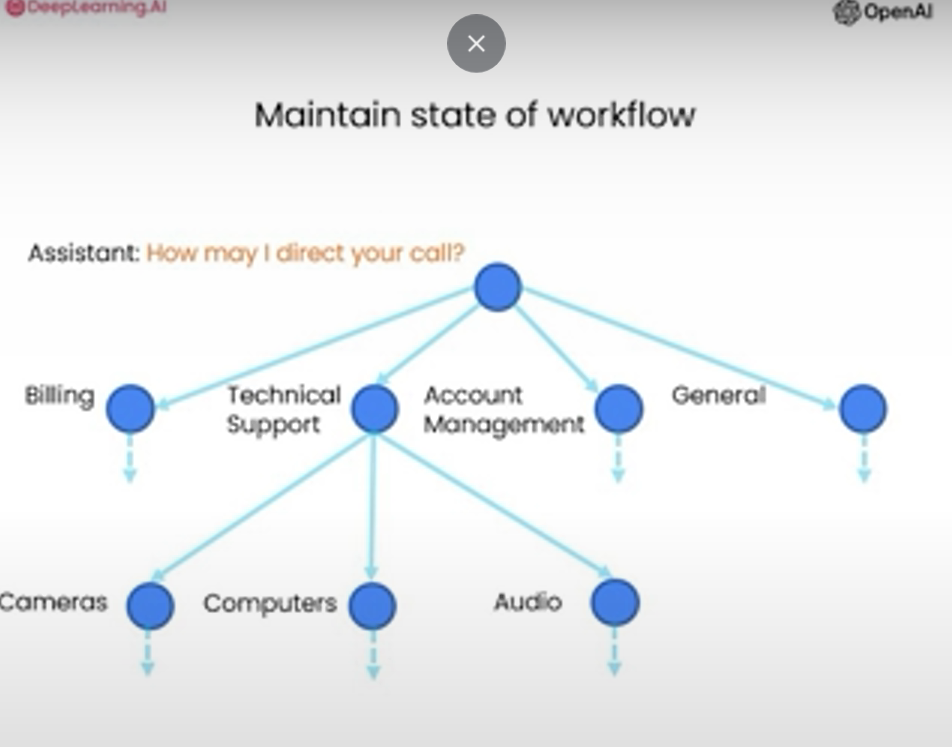 DeepLearning.AI
OpenAI
Maintain state of workflow
Assistant: How may I direct your call?
Billing
Technical
Support
Account
Management
General
Cameras
Computers
Audio